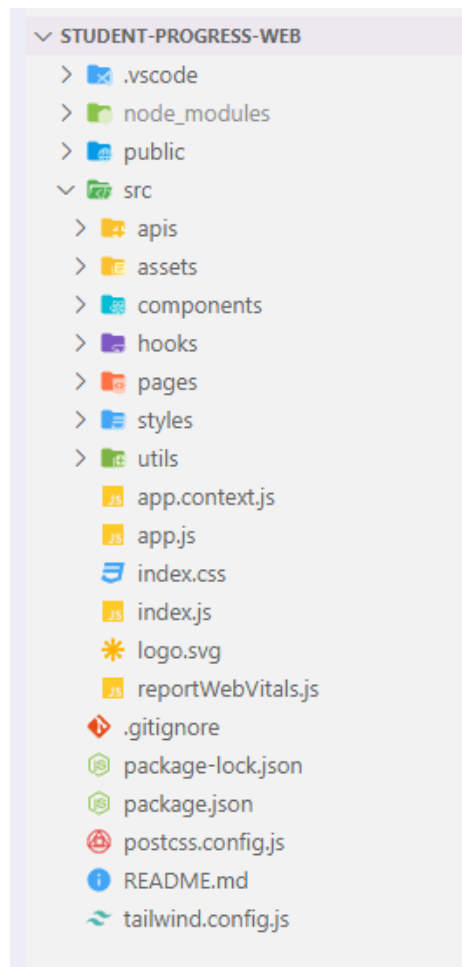 STUDENT-PROGRESS-WEB
.vscode
node_modules
public
src
apis
assets
components
hooks
pages
styles
utils
app.context.js
app.js
index.css
index.js
logo.svg
reportWebVitals.js
.gitignore
package-lock.json
package.json
postcss.config.js
README.md
tailwind.config.js